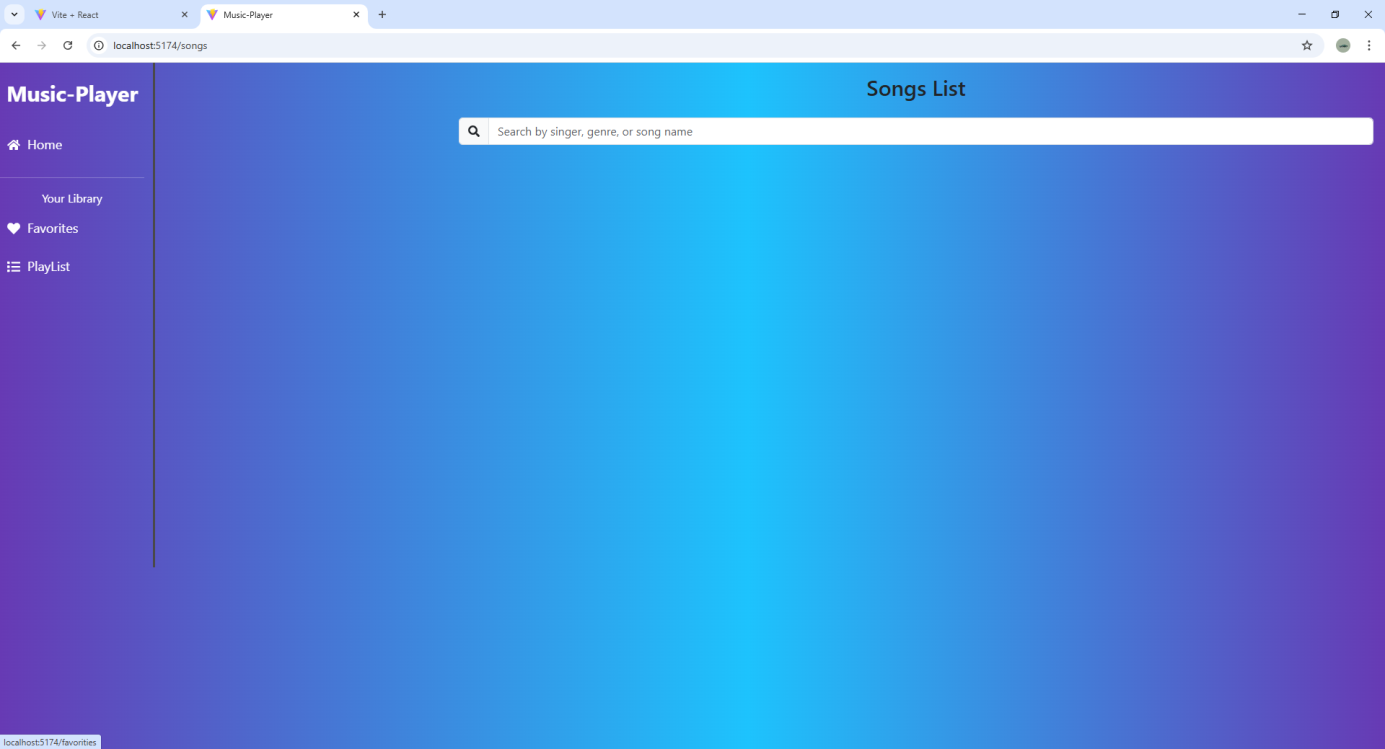 Vite + React
Music-Player
localhost:5174/songs
Music-Player
Home
Your Library
Favorites
PlayList
Songs List
Search by singer, genre, or song name
localhost:5174/favorities